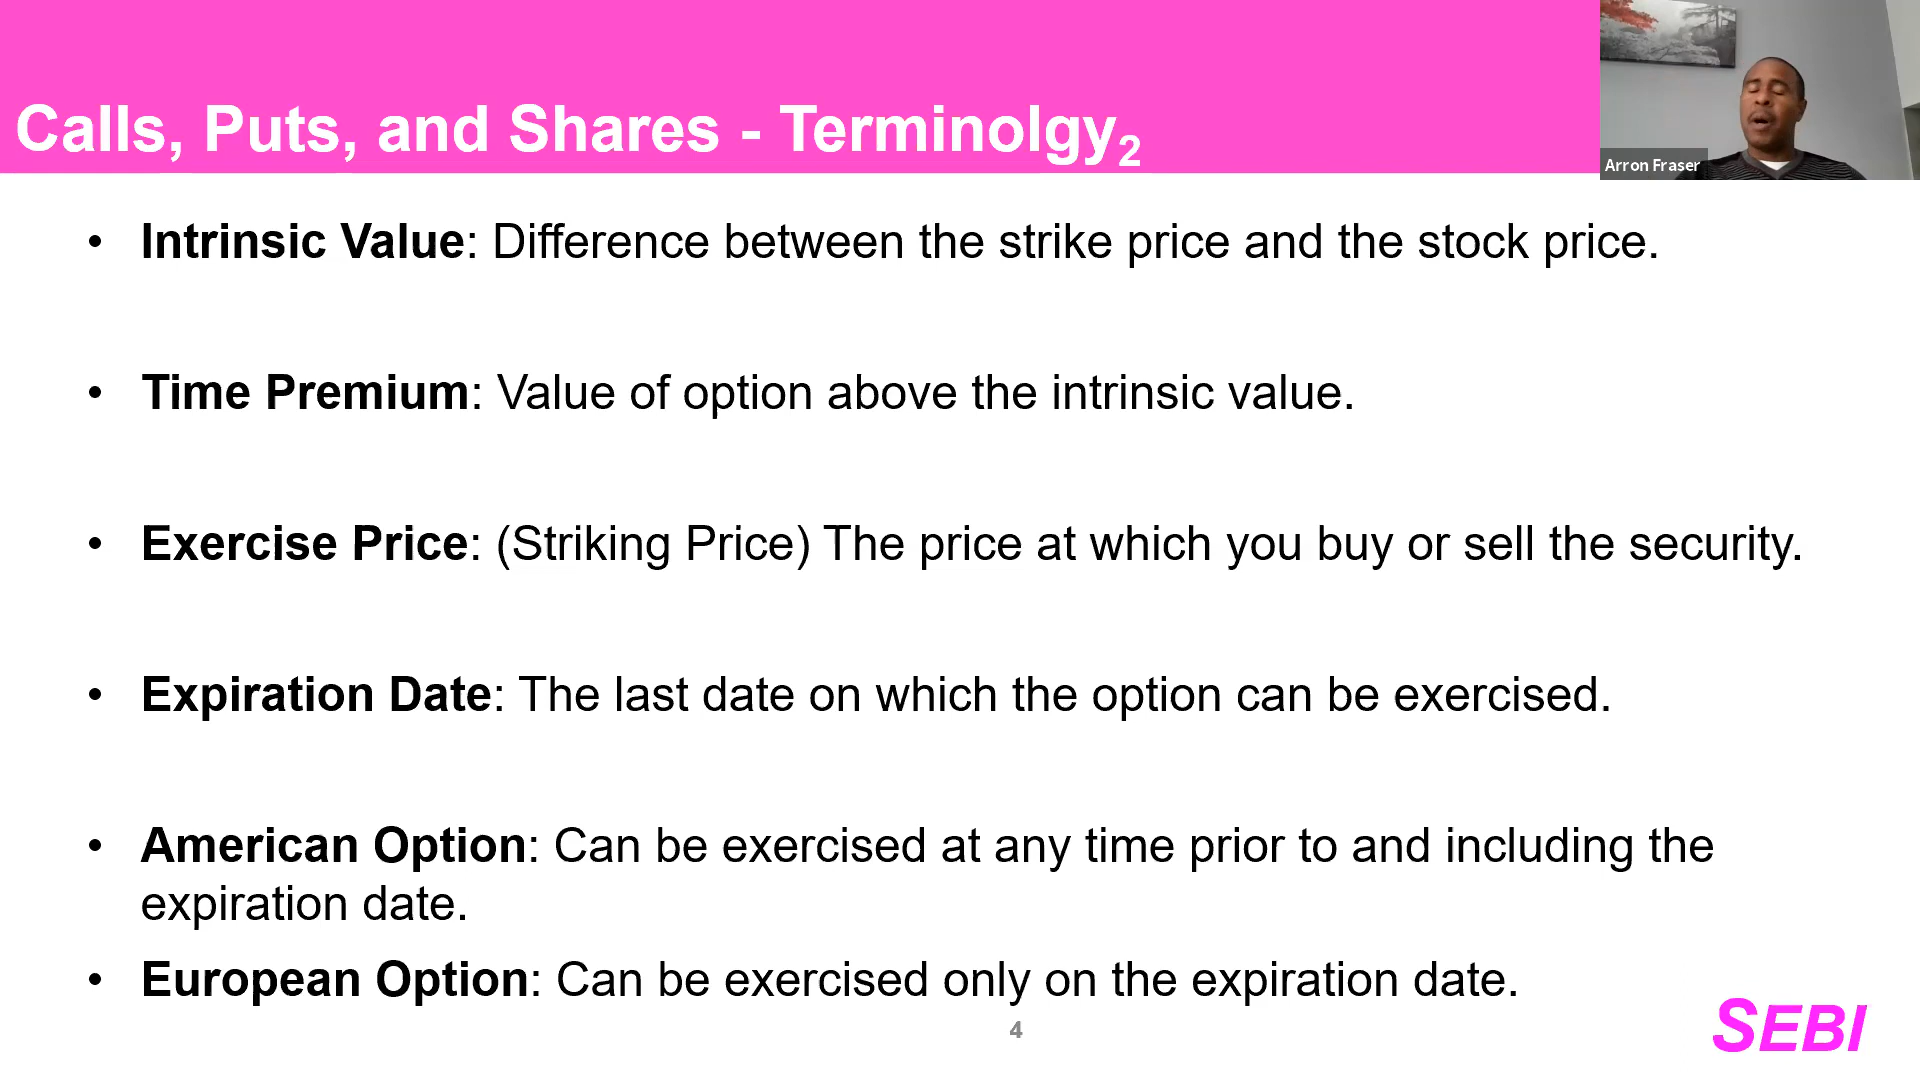 Calls, Puts, and Shares - Terminolgy2
Arron Fraser
• Intrinsic Value: Difference between the strike price and the stock price.
• Time Premium: Value of option above the intrinsic value.
• Exercise Price: (Striking Price) The price at which you buy or sell the security.
• Expiration Date: The last date on which the option can be exercised.
• American Option: Can be exercised at any time prior to and including the
expiration date.
• European Option: Can be exercised only on the expiration date.
4
SEBI